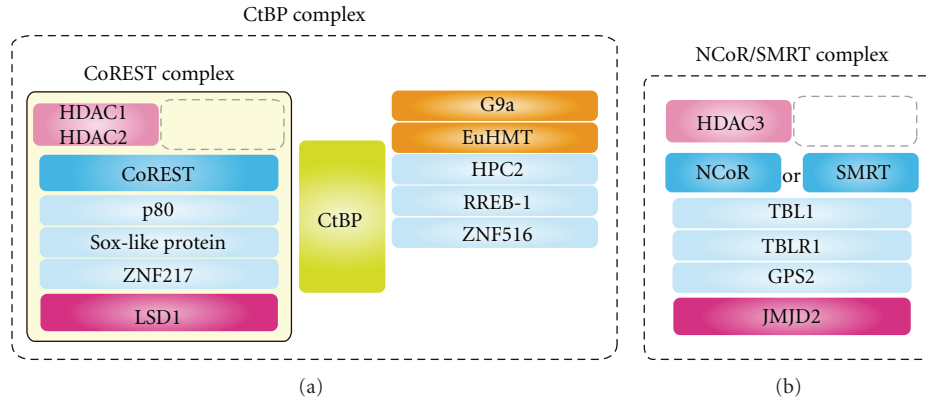 CtBP complex
CoREST complex
HDAC1
HDAC2
CoREST
p80
Sox-like protein
ZNF217
LSD1
CtBP
G9a
EuHMT
HPC2
RREB-1
ZNF516
(a)
NCoR/SMRT complex
HDAC3
NCoR or SMRT
TBL1
TBLR1
GPS2
JMJD2
(b)